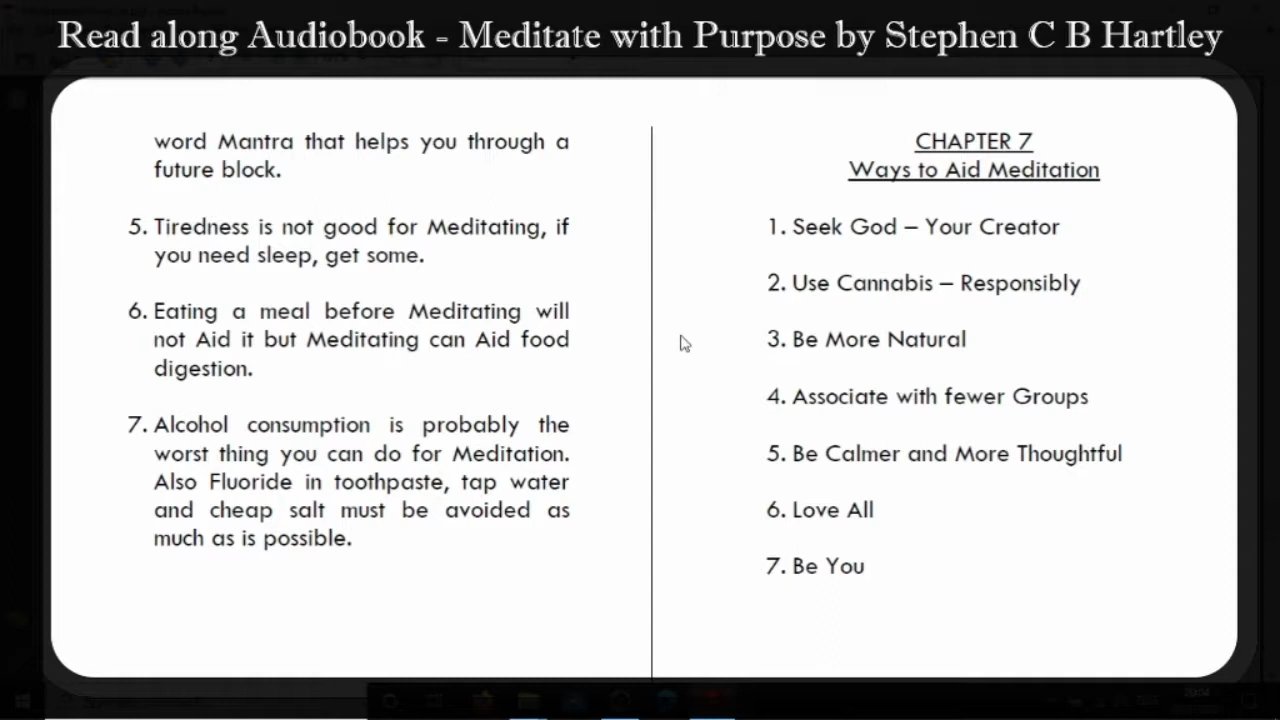 Read along Audiobook - Meditate with Purpose by Stephen C B Hartley
word Mantra that helps you through a
future block.
5. Tiredness is not good for Meditating, if
you need sleep, get some.
6. Eating a meal before Meditating will
not Aid it but Meditating can Aid food
digestion.
7. Alcohol consumption is probably the
worst thing you can do for Meditation.
Also Fluoride in toothpaste, tap water
and cheap salt must be avoided as
much as is possible.
CHAPTER 7
Ways to Aid Meditation
1. Seek God – Your Creator
2. Use Cannabis – Responsibly
3. Be More Natural
4. Associate with fewer Groups
5. Be Calmer and More Thoughtful
6. Love All
7. Be You